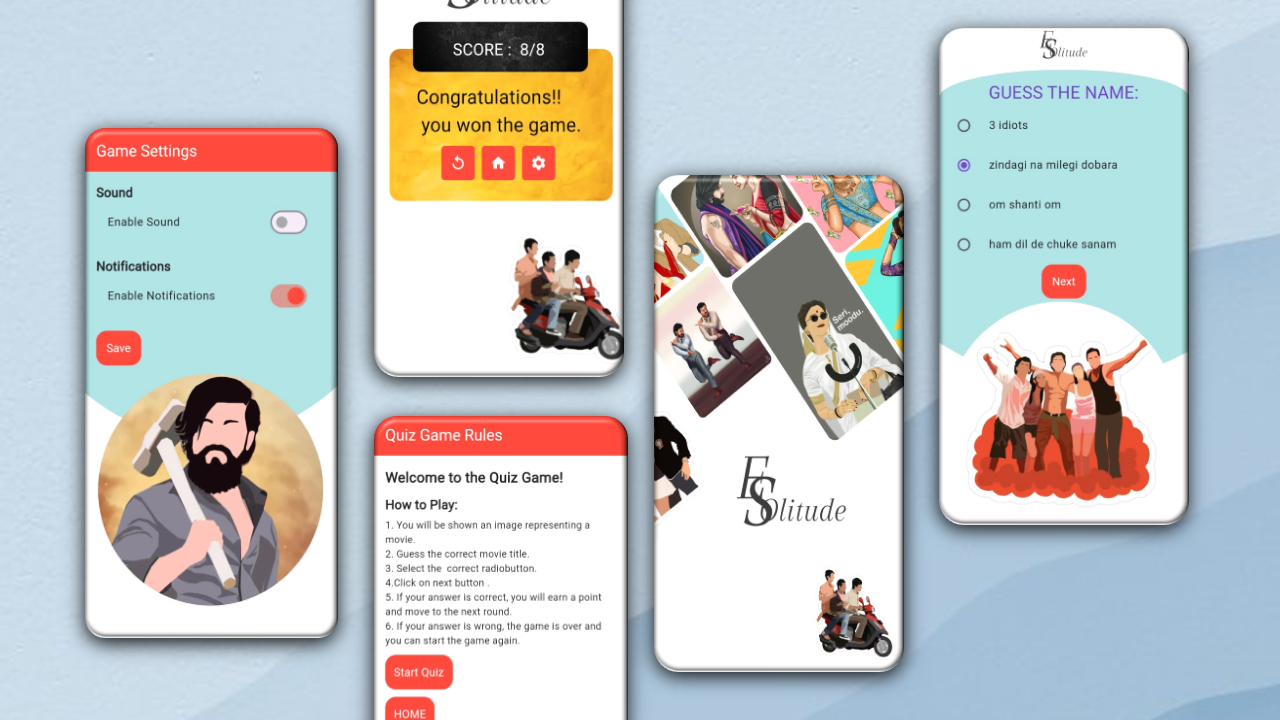 Game Settings
Sound
Enable Sound
Notifications
Enable Notifications
Save
Solitude
SCORE : 8/8
Congratulations!!
you won the game.
Quiz Game Rules
Welcome to the Quiz Game!
How to Play:
1. You will be shown an image representing a
movie.
2. Guess the correct movie title.
3. Select the  correct radiobutton.
4.Click on next button .
5. If your answer is correct, you will earn a point
and move to the next round.
6. If your answer is wrong, the game is over and
you can start the game again.
Start Quiz
HOME
Seri,
moodu.
E
Solitude
E
Solitude
GUESS THE NAME:
3 idiots
zindagi na milegi dobara
om shanti om
ham dil de chuke sanam
Next